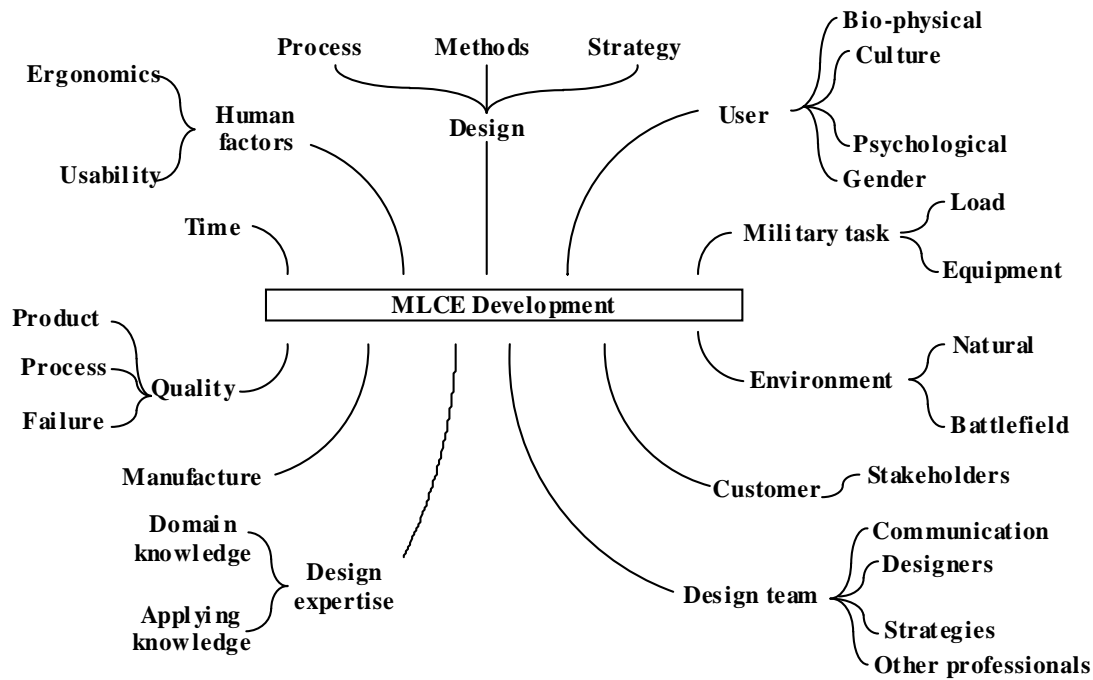 Process
Methods
Strategy
Design
Ergonomics
Usability
Human
factors
Bio-physical
Culture
User
Psychological
Gender
Time
Load
Military task
Equipment
MLCE Development
Product
Process
Failure
Quality
Natural
Environment
Battlefield
Manufacture
Customer
Stakeholders
Domain
knowledge
Applying
knowledge
Design
expertise
Communication
Designers
Design team
Strategies
Other professionals